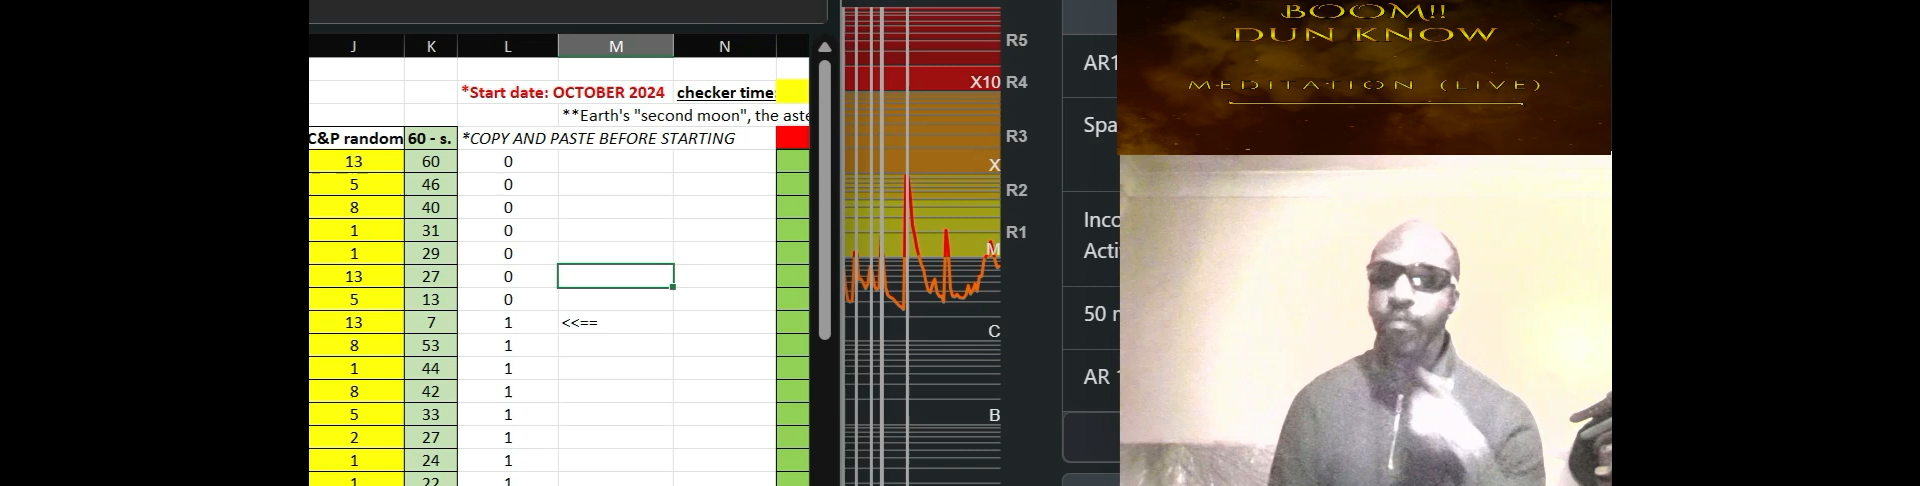 J K L M N
*Start date: OCTOBER 2024 checker time:
**Earth's "second moon", the aste
C&P random 60 - s. *COPY AND PASTE BEFORE STARTING
13 60 0
5 46 0
8 40 0
1 31 0
1 29 0
13 27 0
5 13 0
13 7 1 <<==
8 53 1
1 44 1
8 42 1
5 33 1
2 27 1
1 24 1
1 22 1
R5
X10 R4
R3
X
R2
R1
M
C
B
AR1
Spa
Inco
Acti
50 m
AR 1
BOOM!!
DUN KNOW
MEDITATION (LIVE)